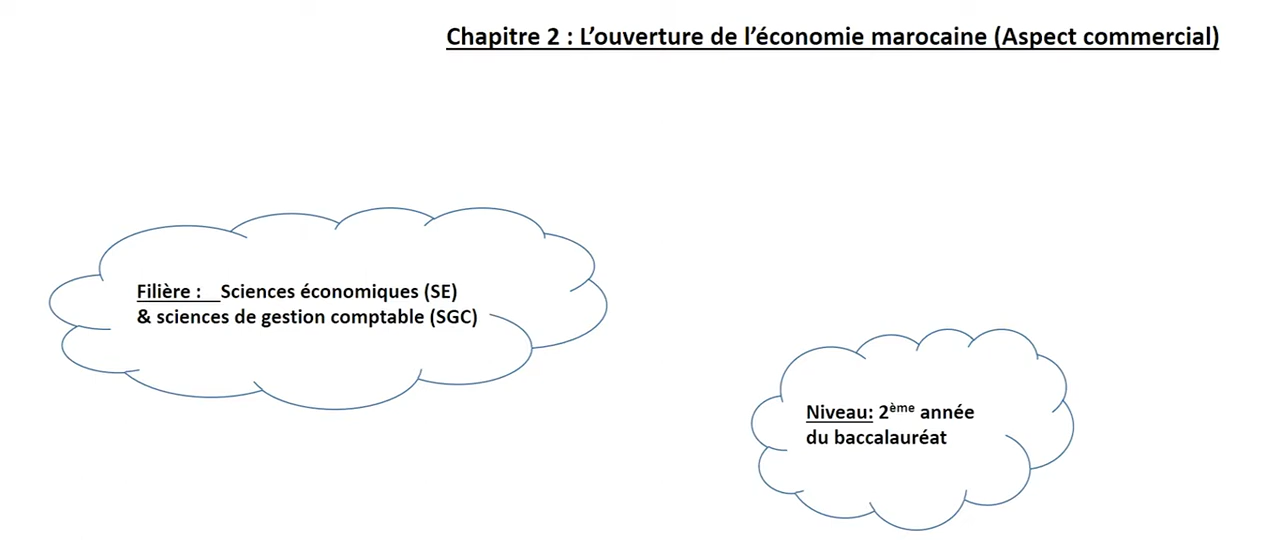 Chapitre 2 : L’ouverture de l’économie marocaine (Aspect commercial)
Filière : Sciences économiques (SE)
& sciences de gestion comptable (SGC)
Niveau: 2ème année
du baccalauréat